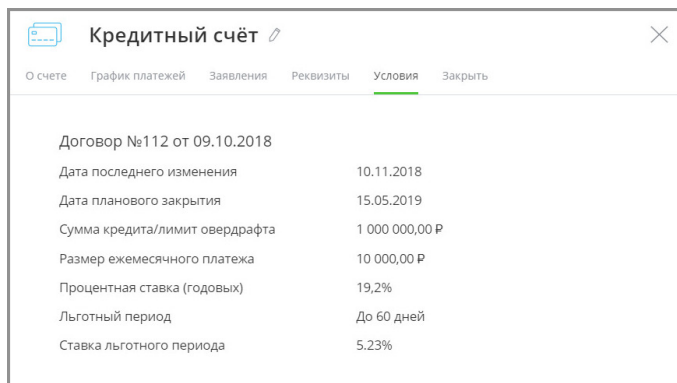 Кредитный счёт
О счете График платежей Заявления Реквизиты Условия Закрыть
Договор №112 от 09.10.2018
Дата последнего изменения 10.11.2018
Дата планового закрытия 15.05.2019
Сумма кредита/лимит овердрафта 1 000 000,00 ₽
Размер ежемесячного платежа 10 000,00 ₽
Процентная ставка (годовых) 19,2%
Льготный период До 60 дней
Ставка льготного периода 5.23%